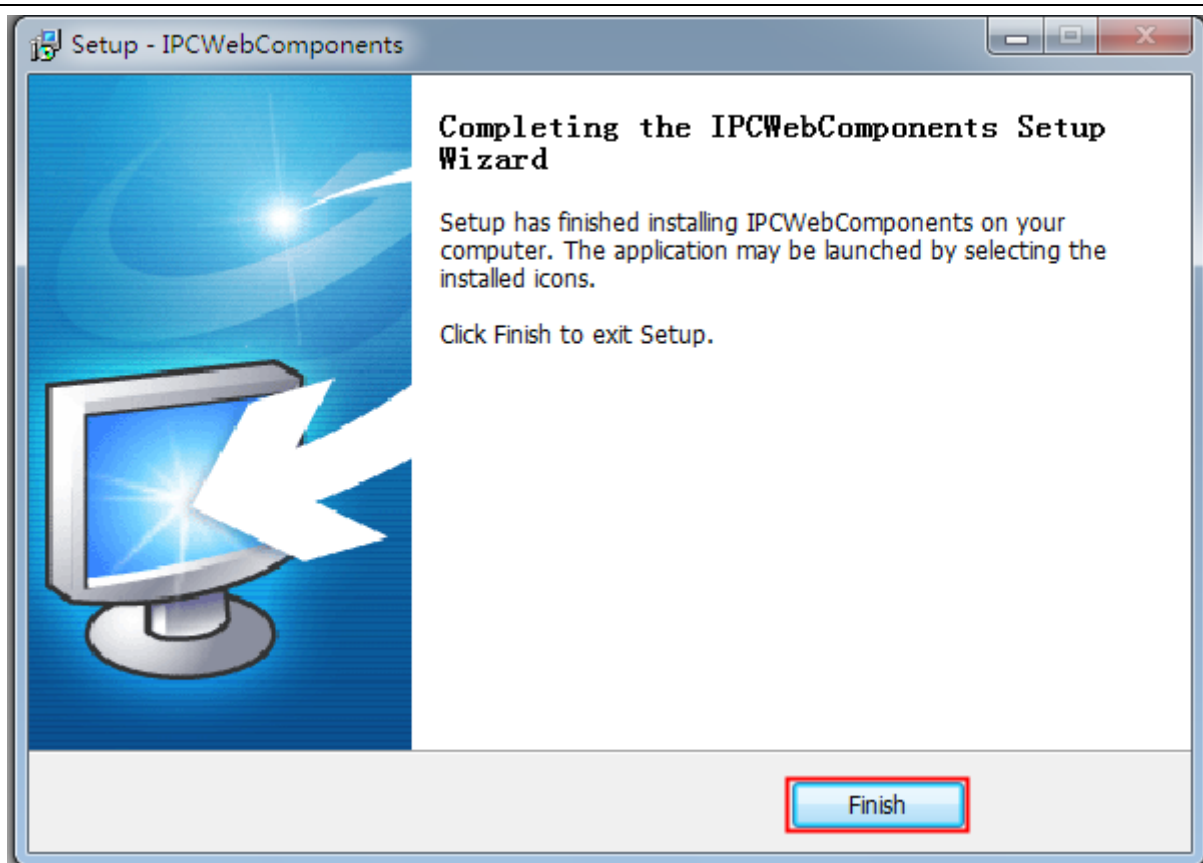 Setup - IPCWebComponents
Completing the IPCWebComponents Setup
Wizard
Setup has finished installing IPCWebComponents on your
computer. The application may be launched by selecting the
installed icons.
Click Finish to exit Setup.
Finish